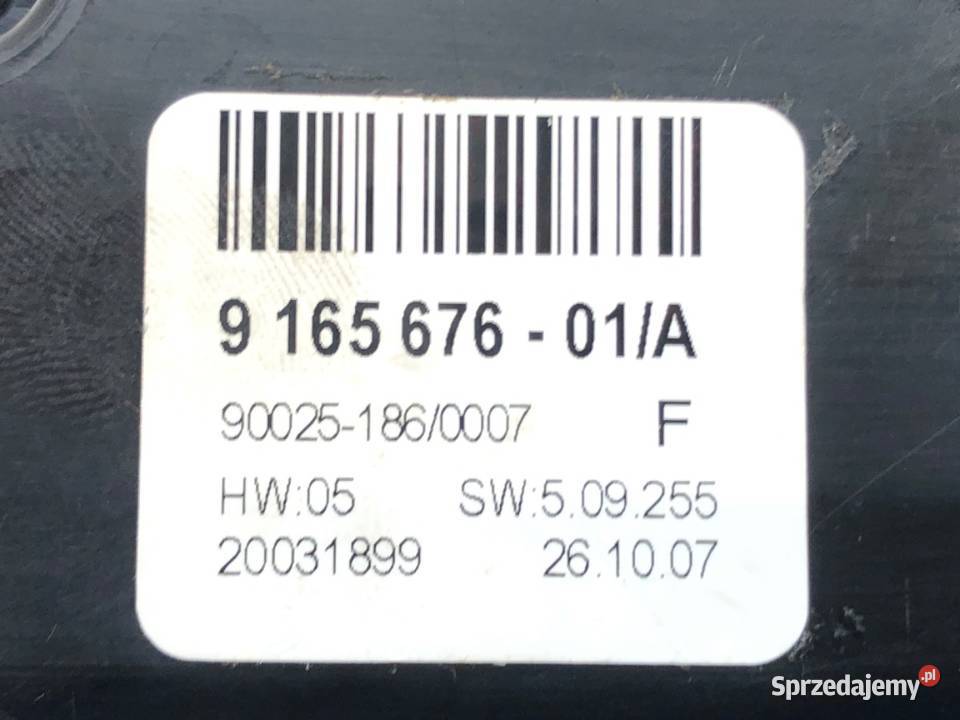 9 165 676 - 01/A
90025-186/0007 F
HW:05 SW:5.09.255
20031899 26.10.07
Sprzedajemy.pl